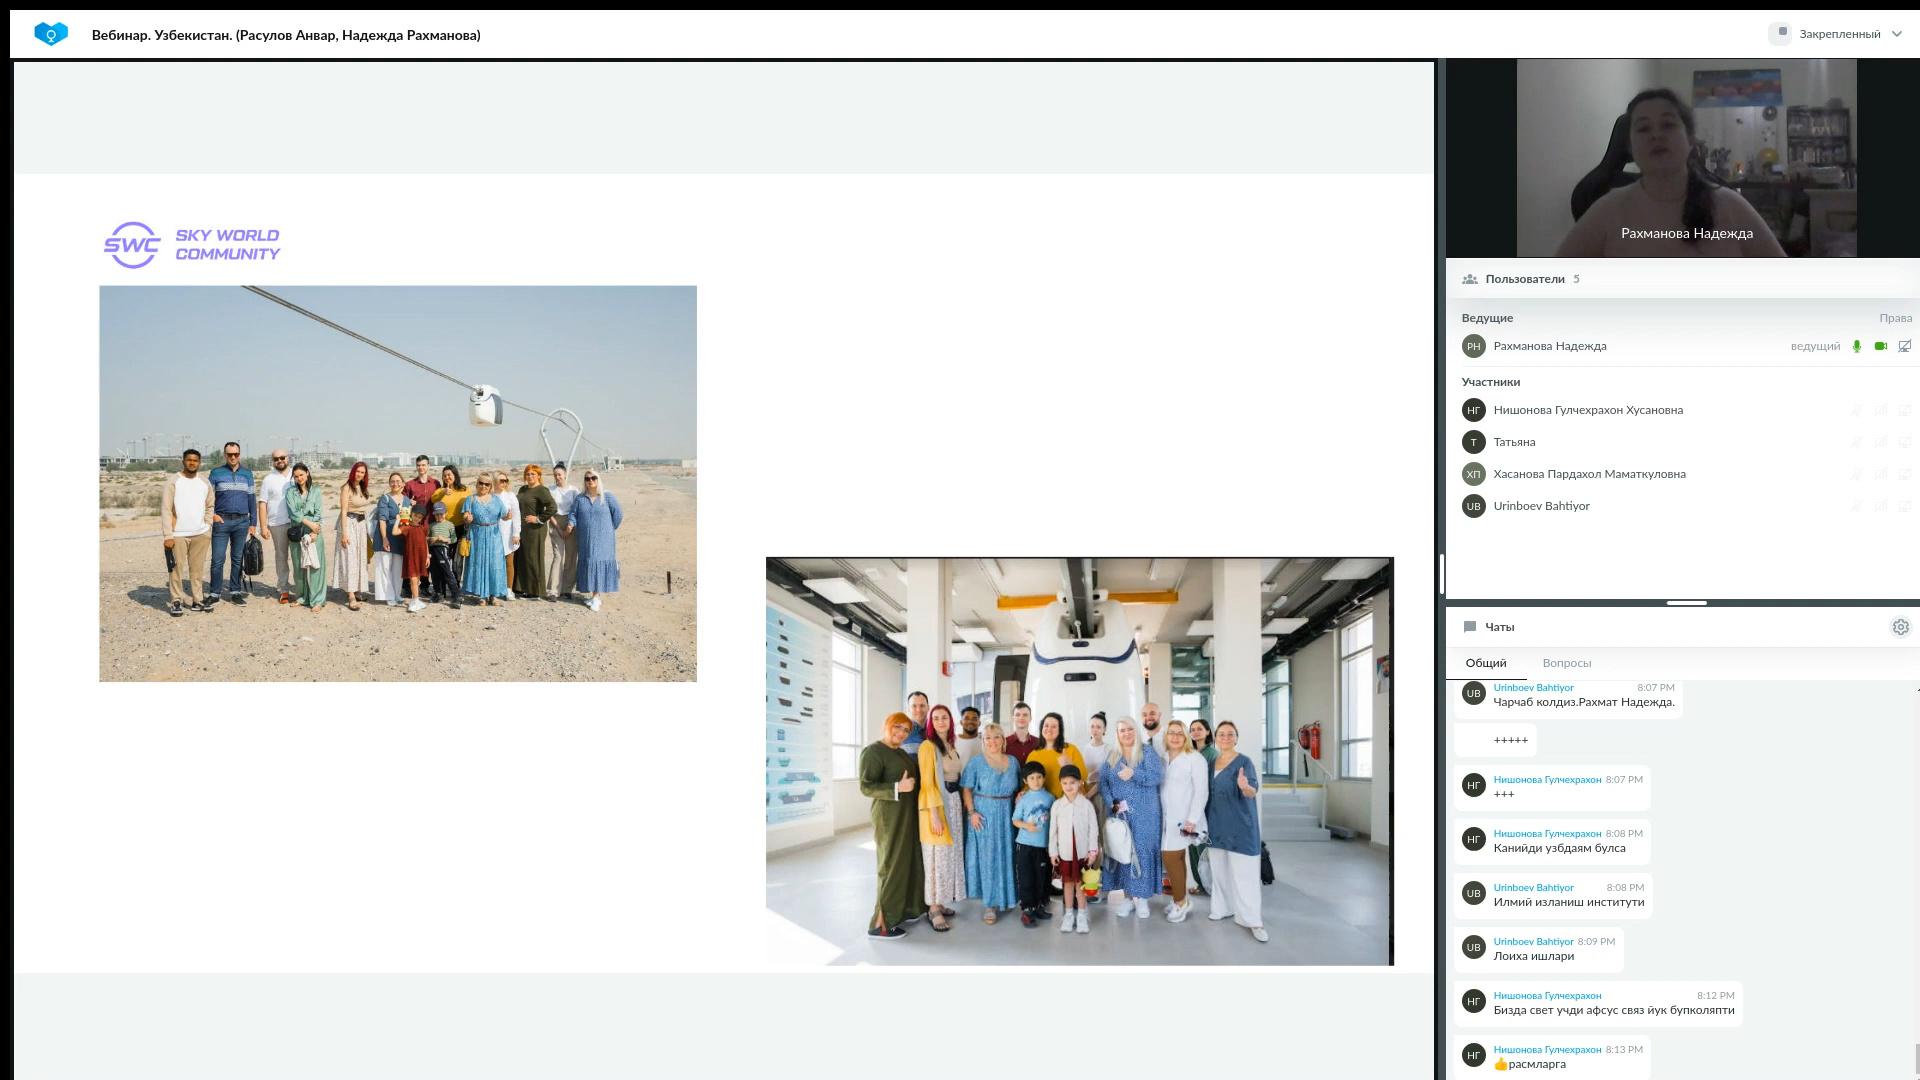 Вебинар. Узбекистан. (Расулов Анвар, Надежда Рахманова)
Закрепленный
SWC SKY WORLD
COMMUNITY
Рахманова Надежда
Пользователи 5
Ведущие Права
РН Рахманова Надежда ведущий
Участники
НГ Нишонова Гулчехрахон Хусановна
Т Татьяна
ХП Хасанова Пардахол Маматкуловна
UB Urinboev Bahtiyor
Чаты
Общий Вопросы
UB Urinboev Bahtiyor 8:07 PM
Чарчаб колдиз.Рахмат Надежда.
+++++
НГ Нишонова Гулчехрахон 8:07 PM
+++
НГ Нишонова Гулчехрахон 8:08 PM
Канийди узбдаям булса
UB Urinboev Bahtiyor 8:08 PM
Илмий изланиш институти
UB Urinboev Bahtiyor 8:09 PM
Лоиха ишлари
НГ Нишонова Гулчехрахон 8:12 PM
Бизда свет учди афсус связ йук бупколяпти
НГ Нишонова Гулчехрахон 8:13 PM
👍расмларга